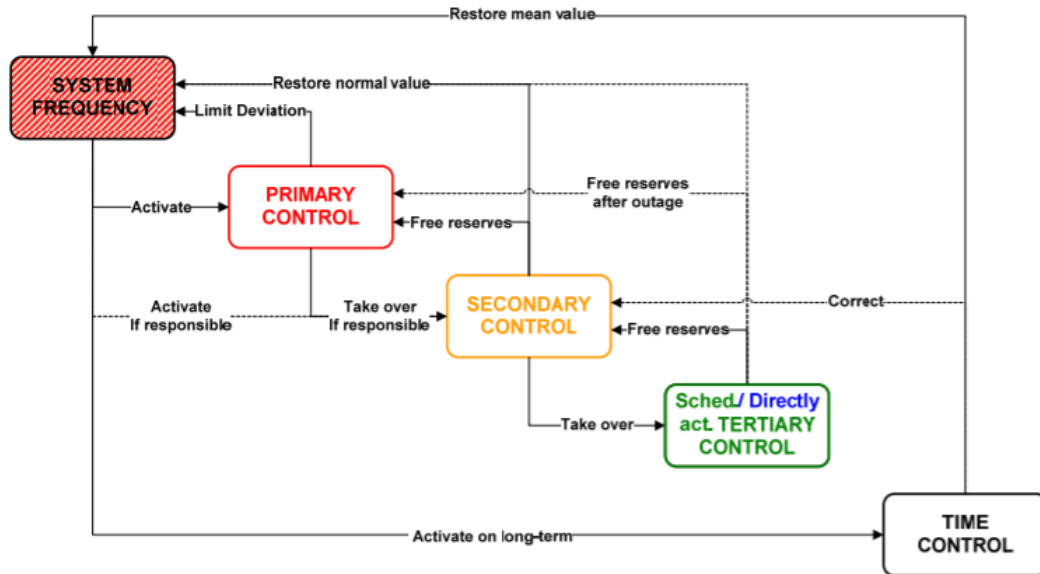 Restore mean value
SYSTEM
FREQUENCY
Restore normal value
Limit Deviation
PRIMARY
CONTROL
Free reserves
after outage
Activate
Free reserves
Activate
If responsible
Take over
If responsible
SECONDARY
CONTROL
Correct
Free reserves
Sched./ Directly
act. TERTIARY
CONTROL
Take over
Activate on long-term
TIME
CONTROL